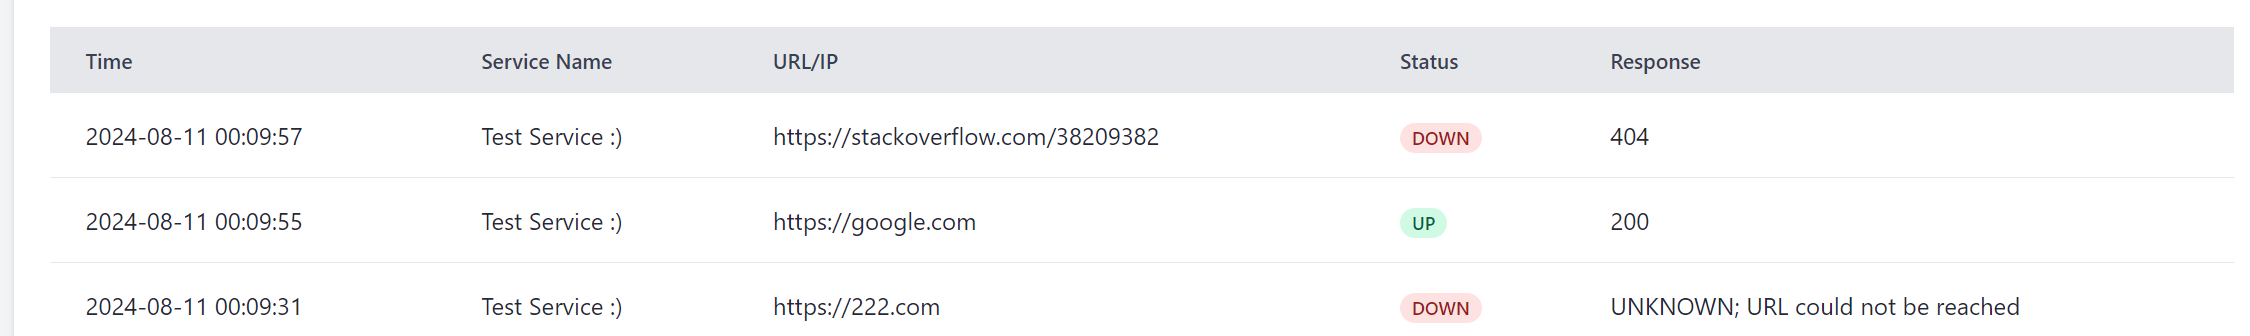 Time Service Name URL/IP Status Response
2024-08-11 00:09:57 Test Service :) https://stackoverflow.com/38209382 DOWN 404
2024-08-11 00:09:55 Test Service :) https://google.com UP 200
2024-08-11 00:09:31 Test Service :) https://222.com DOWN UNKNOWN; URL could not be reached